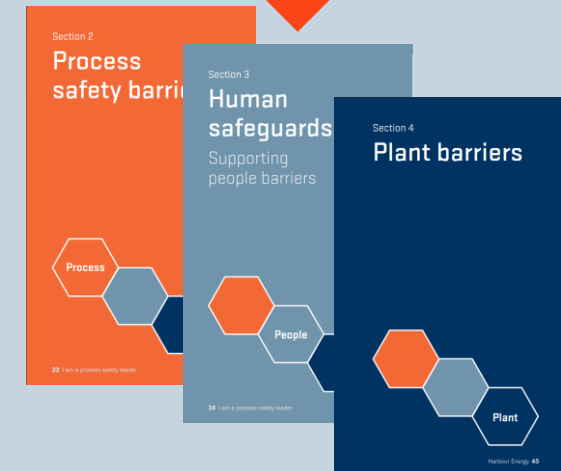 Section 2
Process
safety barri
Process
22 I am a process safety leader
Section 3
Human
safeguards
Supporting
people barriers
People
34 I am a process safety leader
Section 4
Plant barriers
Plant
Harbour Energy 45